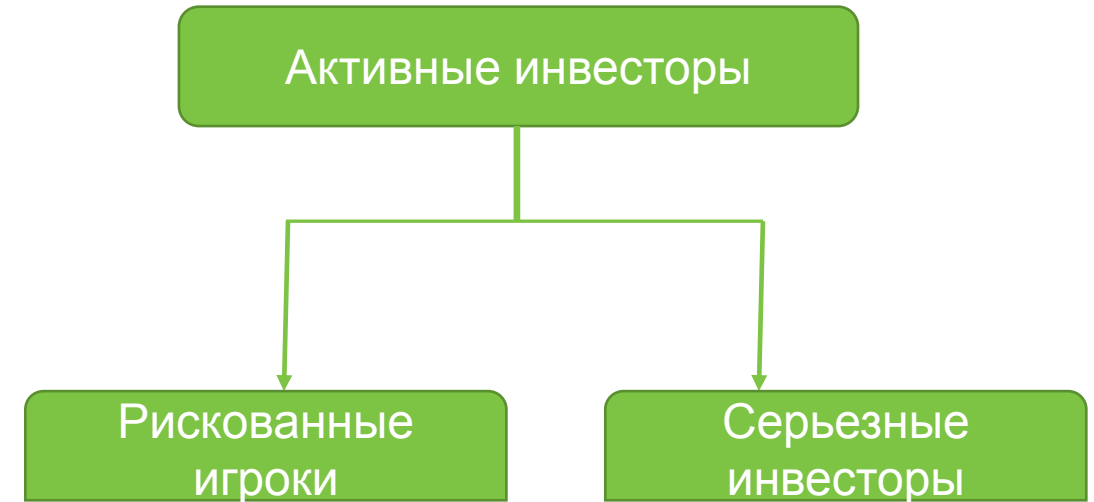 Активные инвесторы
Рискованные
игроки
Серьезные
инвесторы